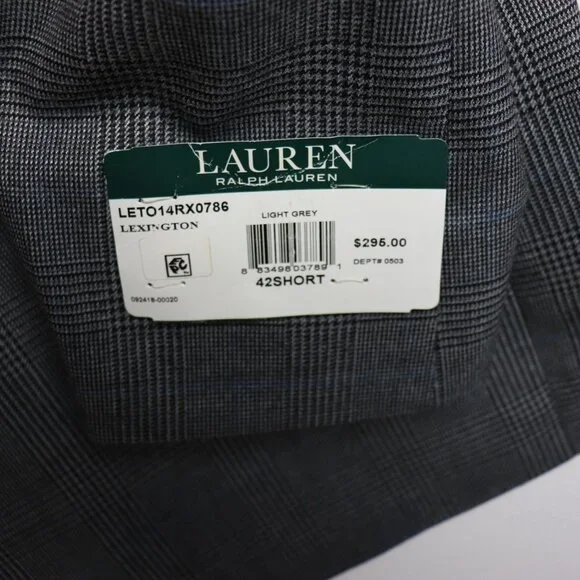 LAUREN
RALPH LAUREN
LETO14RX0786
LEXINGTON
LIGHT GREY
$295.00
8 83498 03789 1
DEPT# 0503
42SHORT
092418-00020